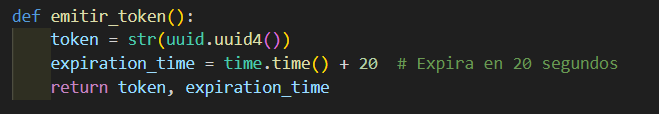 def emitir_token():
    token = str(uuid.uuid4())
    expiration_time = time.time() + 20  # Expira en 20 segundos
    return token, expiration_time